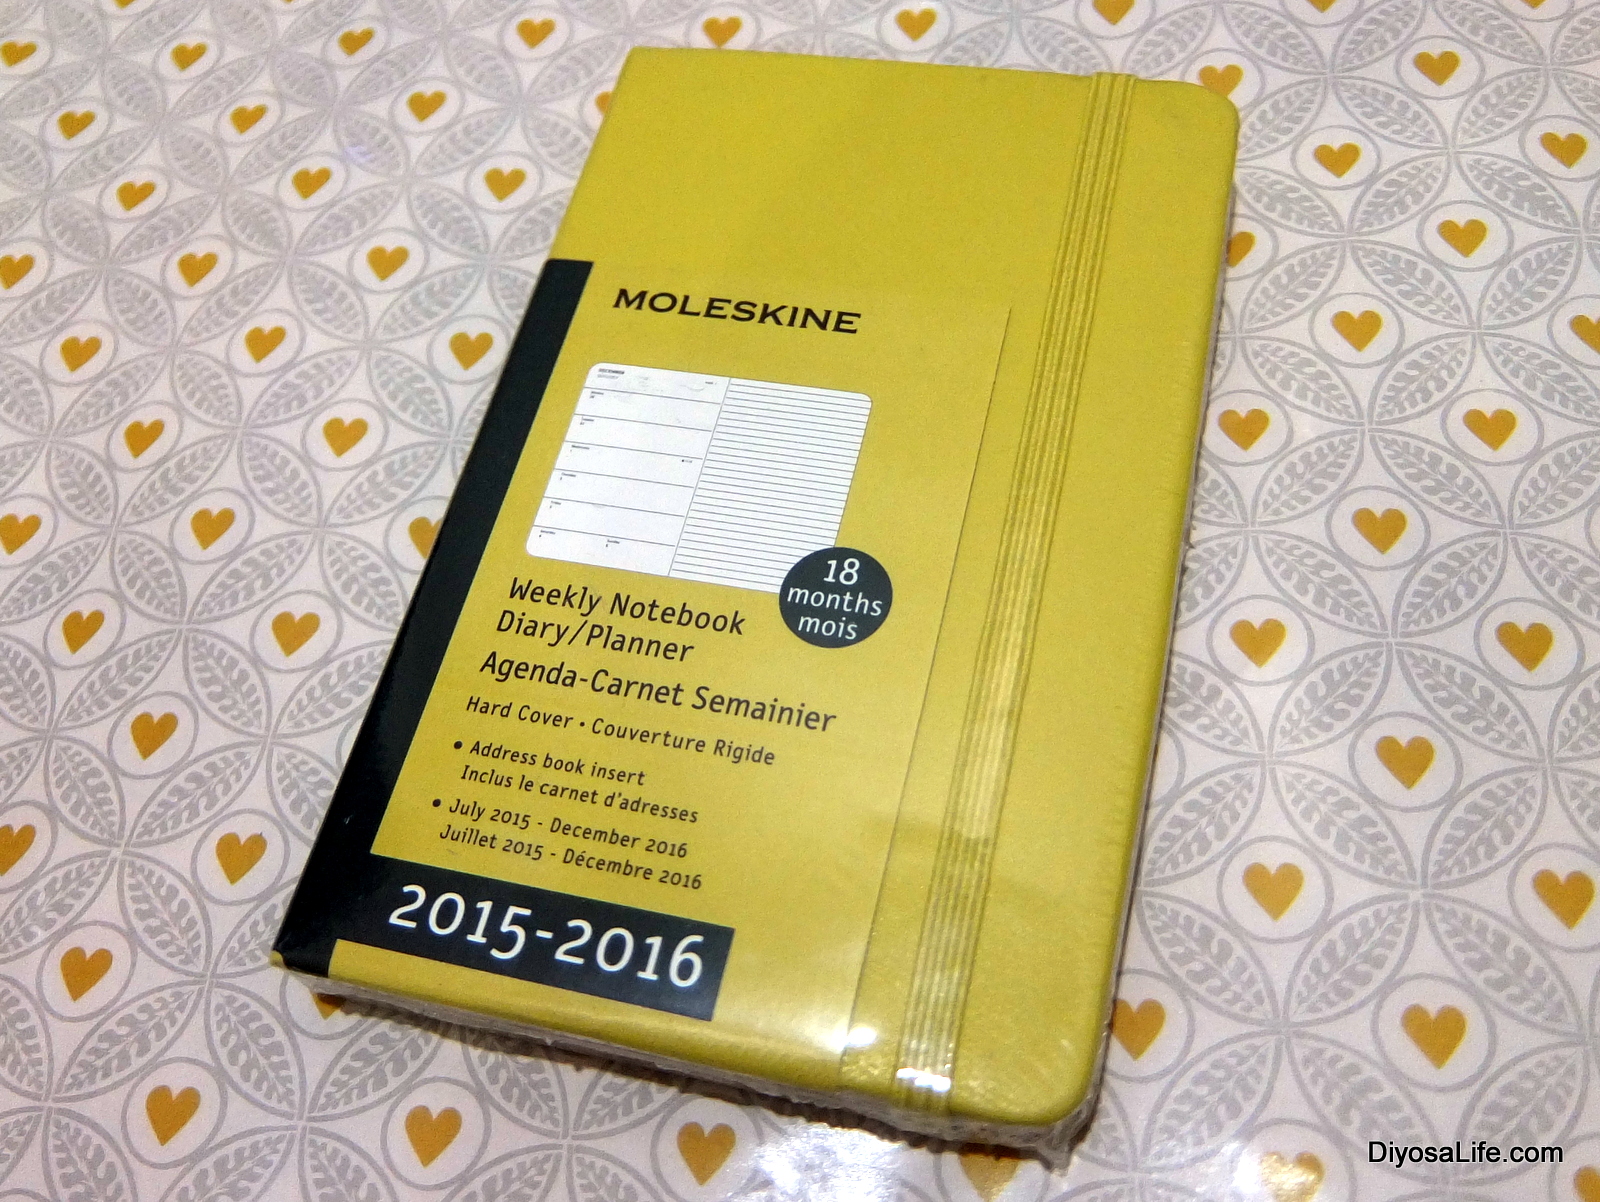 MOLESKINE
DECEMBER
18
months
mois
Weekly Notebook
Diary/Planner
Agenda-Carnet Semainier
Hard Cover • Couverture Rigide
• Address book insert
Inclus le carnet d'adresses
• July 2015 - December 2016
Juillet 2015 - Décembre 2016
2015-2016
DiyosaLife.com